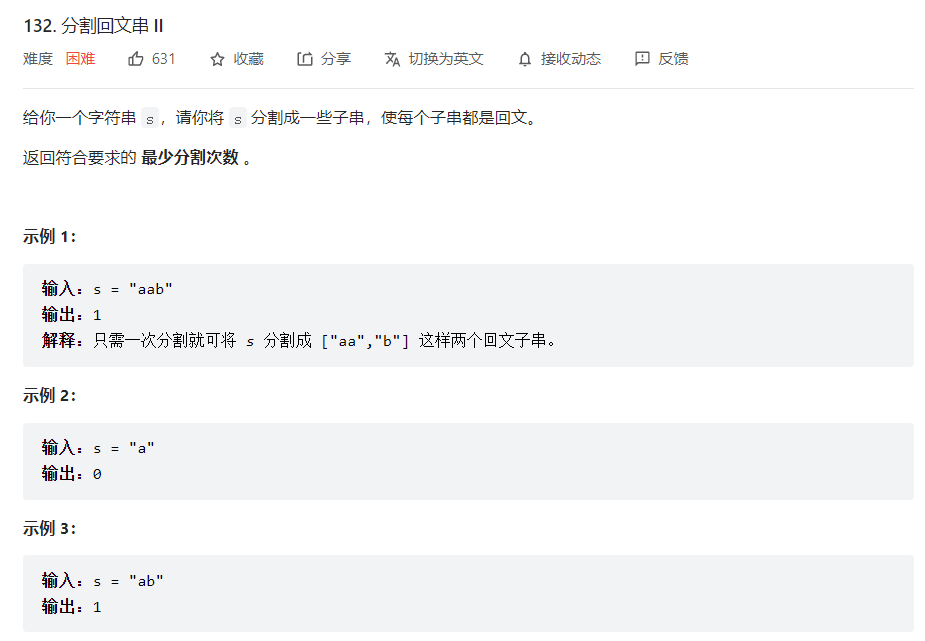 132. 分割回文串 II
难度 困难 631 收藏 分享 切换为英文 接收动态 反馈
给你一个字符串 s，请你将 s 分割成一些子串，使每个子串都是回文。
返回符合要求的 最少分割次数 。
示例 1：
输入：s = "aab"
输出：1
解释：只需一次分割就可将 s 分割成 ["aa","b"] 这样两个回文子串。
示例 2：
输入：s = "a"
输出：0
示例 3：
输入：s = "ab"
输出：1